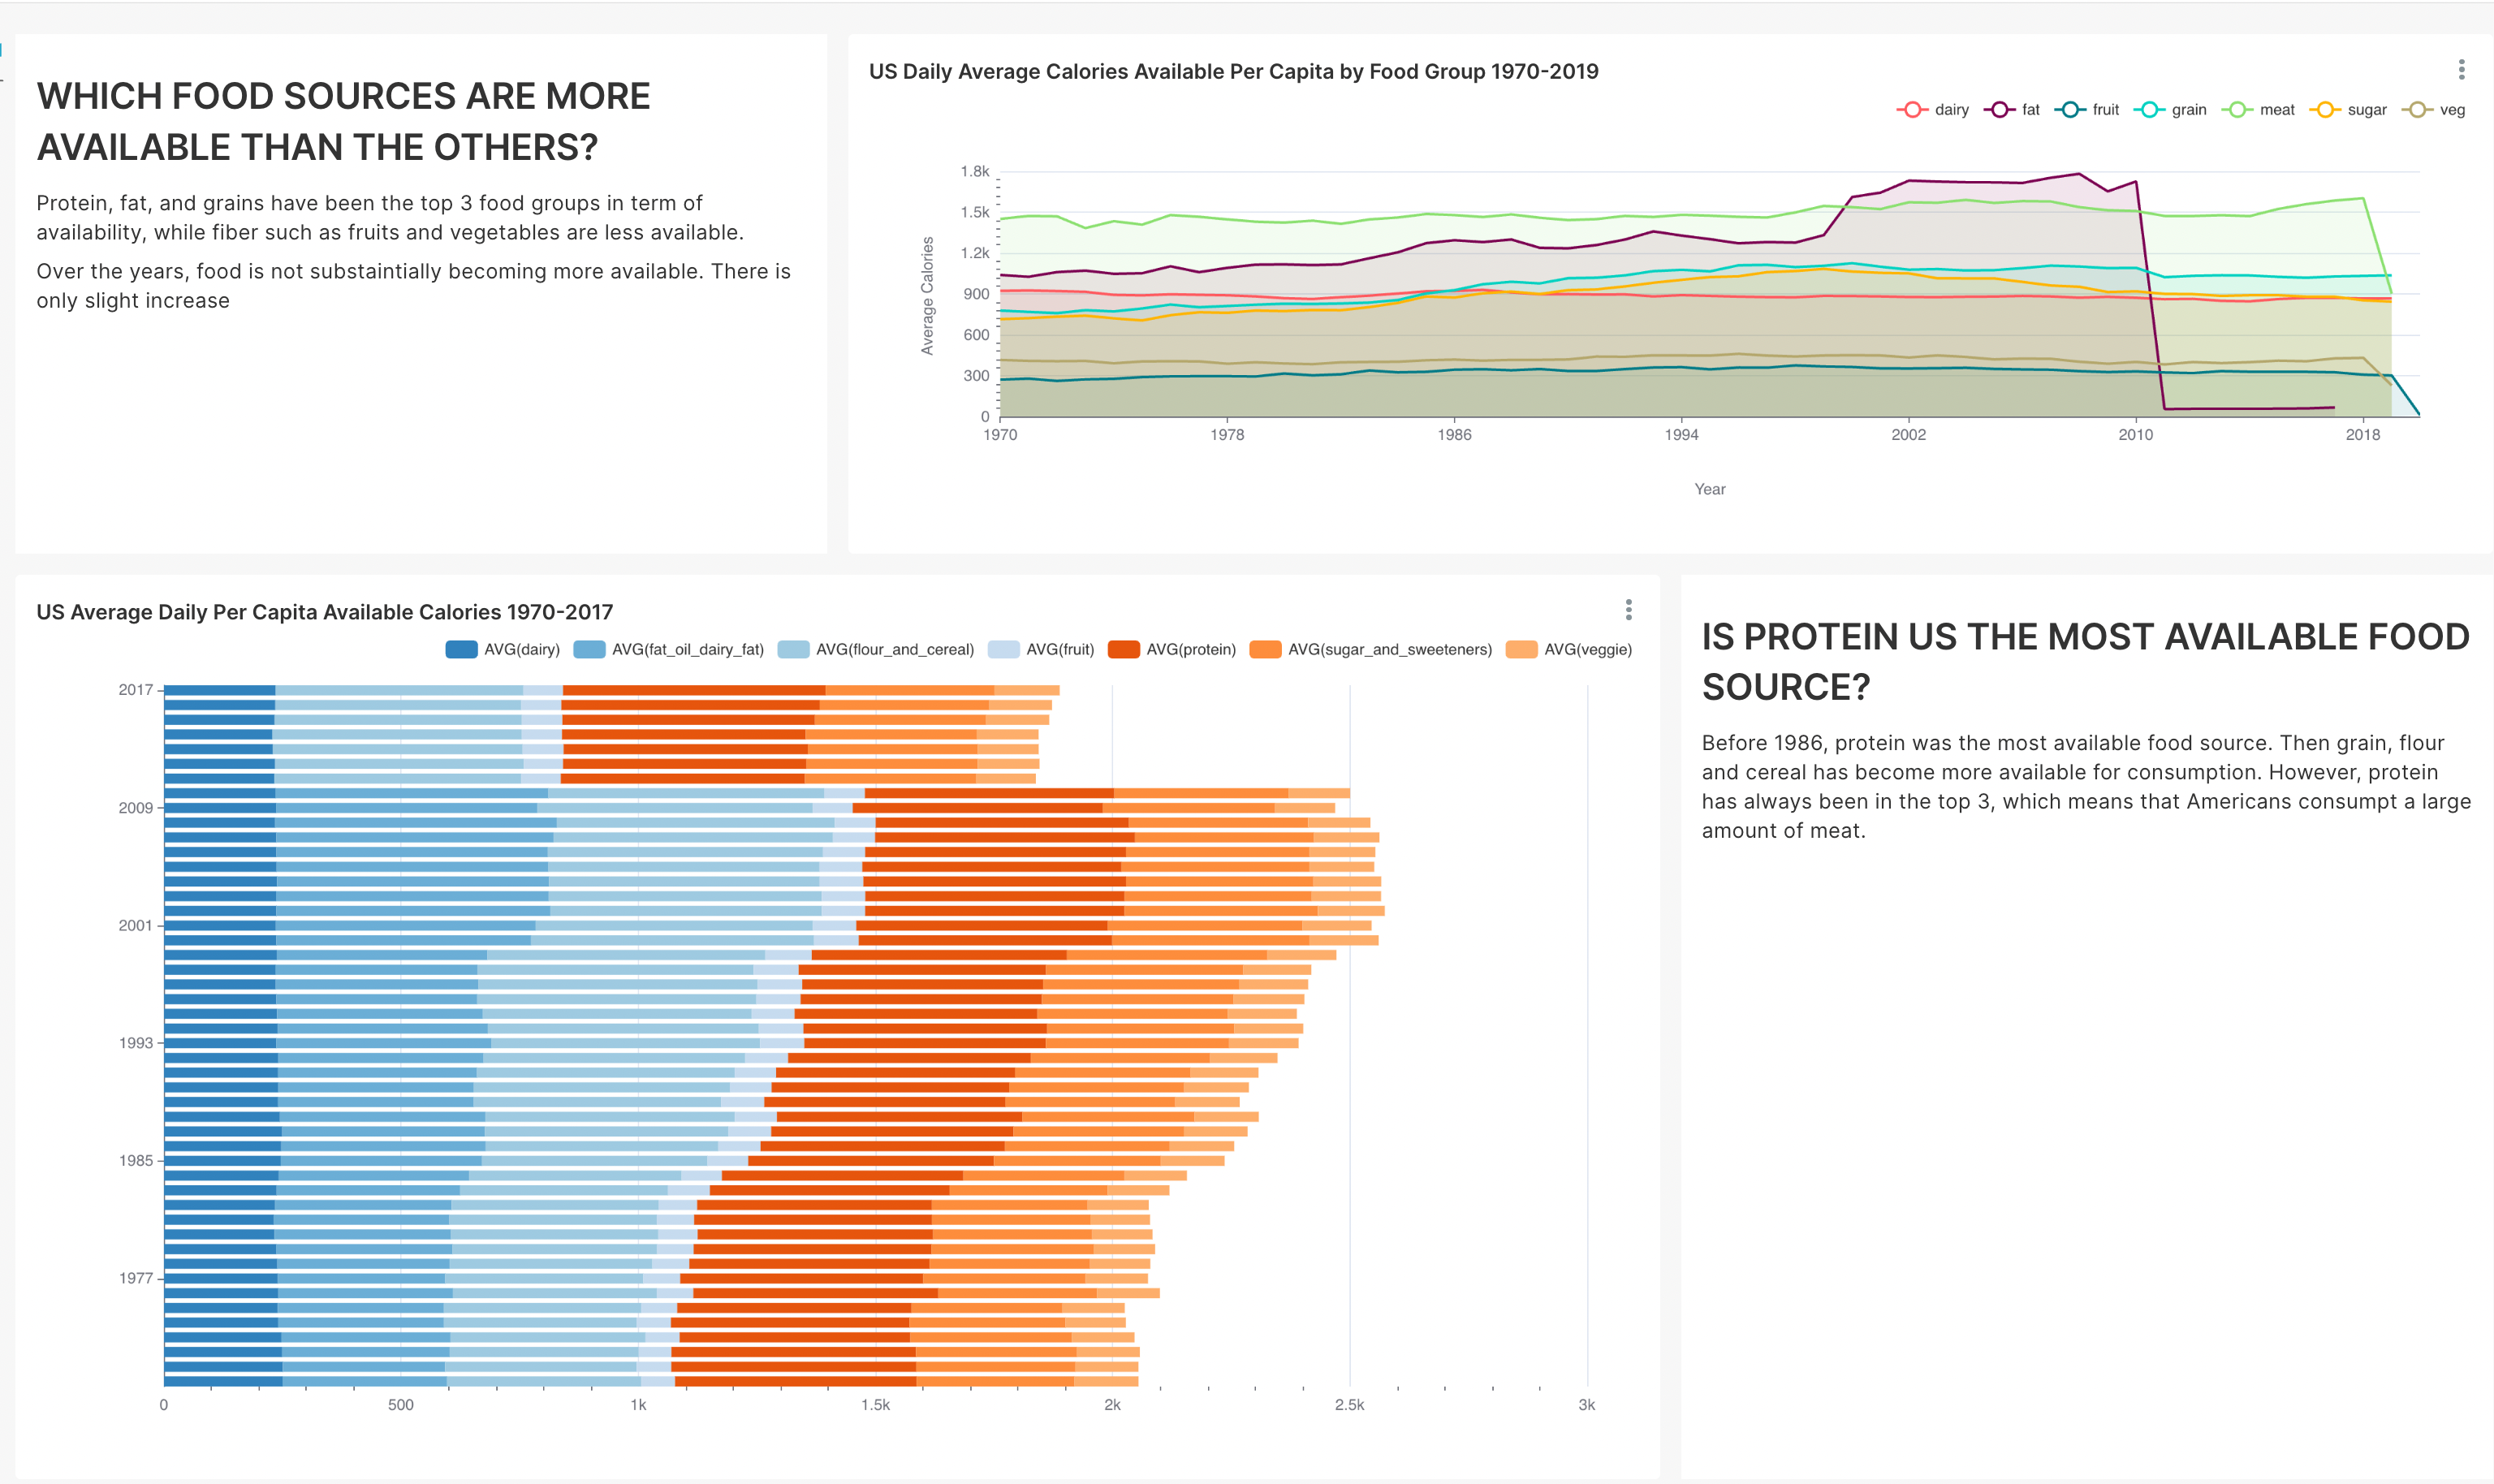 WHICH FOOD SOURCES ARE MORE
AVAILABLE THAN THE OTHERS?
Protein, fat, and grains have been the top 3 food groups in term of
availability, while fiber such as fruits and vegetables are less available.
Over the years, food is not substaintially becoming more available. There is
only slight increase
US Daily Average Calories Available Per Capita by Food Group 1970-2019
dairy fat fruit grain meat sugar veg
Average Calories
1.8k
1.5k
1.2k
900
600
300
0
1970 1978 1986 1994 2002 2010 2018
Year
US Average Daily Per Capita Available Calories 1970-2017
AVG(dairy) AVG(fat_oil_dairy_fat) AVG(flour_and_cereal) AVG(fruit) AVG(protein) AVG(sugar_and_sweeteners) AVG(veggie)
2017
2009
2001
1993
1985
1977
0 500 1k 1.5k 2k 2.5k 3k
IS PROTEIN US THE MOST AVAILABLE FOOD
SOURCE?
Before 1986, protein was the most available food source. Then grain, flour
and cereal has become more available for consumption. However, protein
has always been in the top 3, which means that Americans consumpt a large
amount of meat.